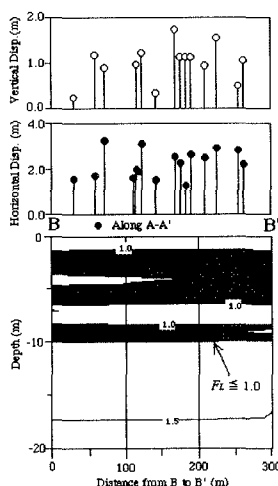 Vertical Disp. (m)
2.0
1.0
0.0
Horizontal Disp. (m)
4.0
2.0
0.0
B
B'
● Along A-A'
Depth (m)
0
-10
-20
1.0
1.0
1.0
1.0
FL ≦ 1.0
1.5
0 100 200 300
Distance from B to B' (m)